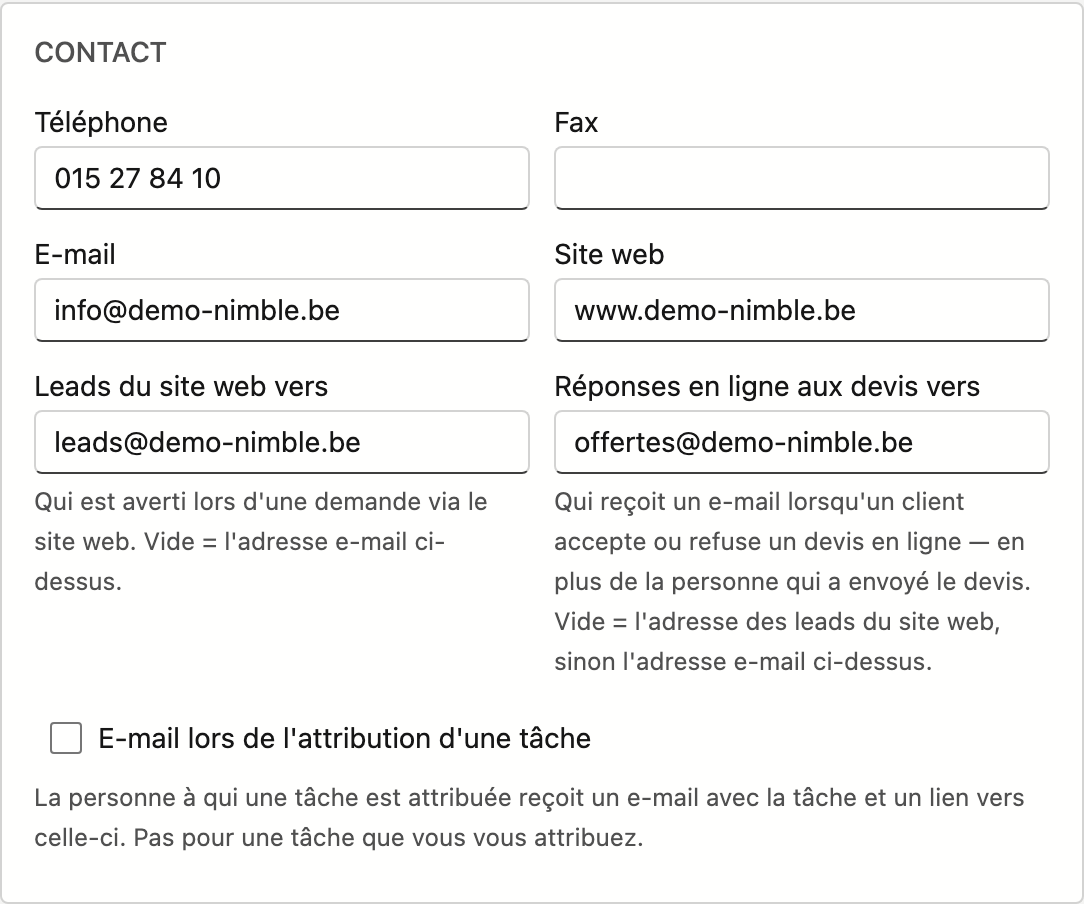 CONTACT
Téléphone
015 27 84 10
Fax
E-mail
info@demo-nimble.be
Site web
www.demo-nimble.be
Leads du site web vers
leads@demo-nimble.be
Qui est averti lors d'une demande via le
site web. Vide = l'adresse e-mail ci-
dessus.
Réponses en ligne aux devis vers
offertes@demo-nimble.be
Qui reçoit un e-mail lorsqu'un client
accepte ou refuse un devis en ligne — en
plus de la personne qui a envoyé le devis.
Vide = l'adresse des leads du site web,
sinon l'adresse e-mail ci-dessus.
E-mail lors de l'attribution d'une tâche
La personne à qui une tâche est attribuée reçoit un e-mail avec la tâche et un lien vers
celle-ci. Pas pour une tâche que vous vous attribuez.